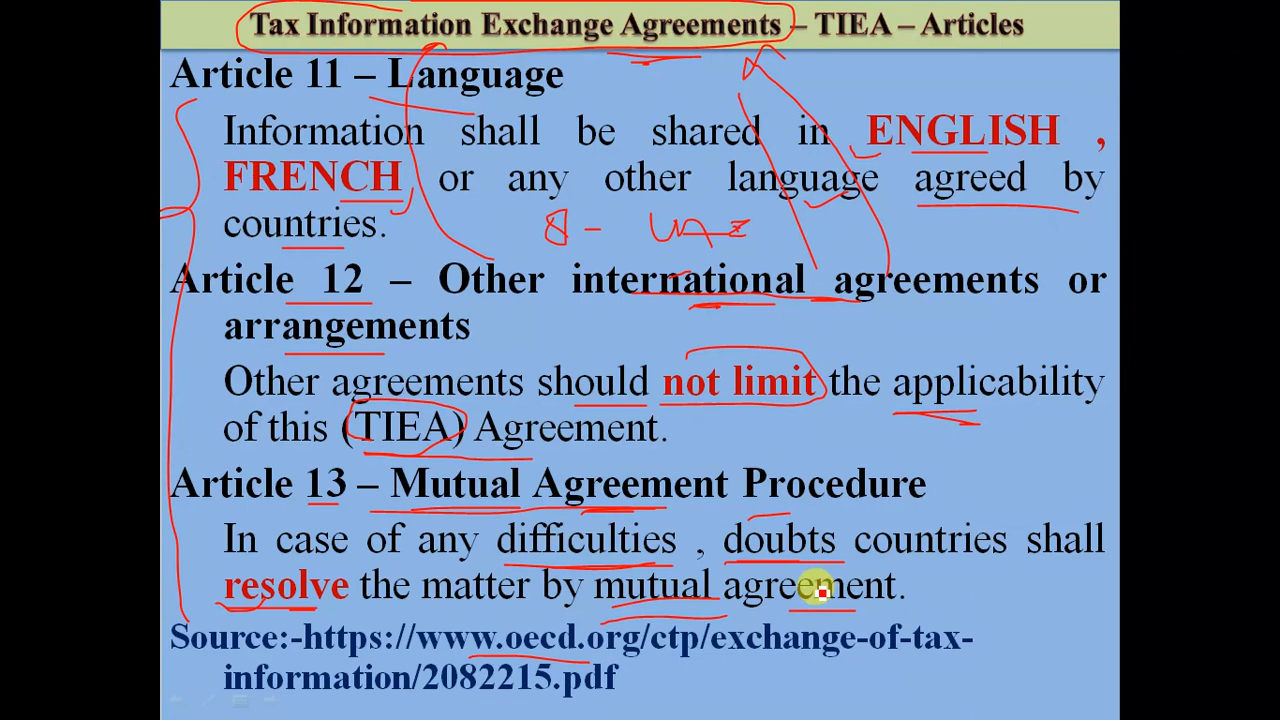 Tax Information Exchange Agreements – TIEA – Articles
Article 11 – Language
Information shall be shared in ENGLISH ,
FRENCH or any other language agreed by
countries.
Article 12 – Other international agreements or
arrangements
Other agreements should not limit the applicability
of this (TIEA) Agreement.
Article 13 – Mutual Agreement Procedure
In case of any difficulties , doubts countries shall
resolve the matter by mutual agreement.
Source:-https://www.oecd.org/ctp/exchange-of-tax-
information/2082215.pdf